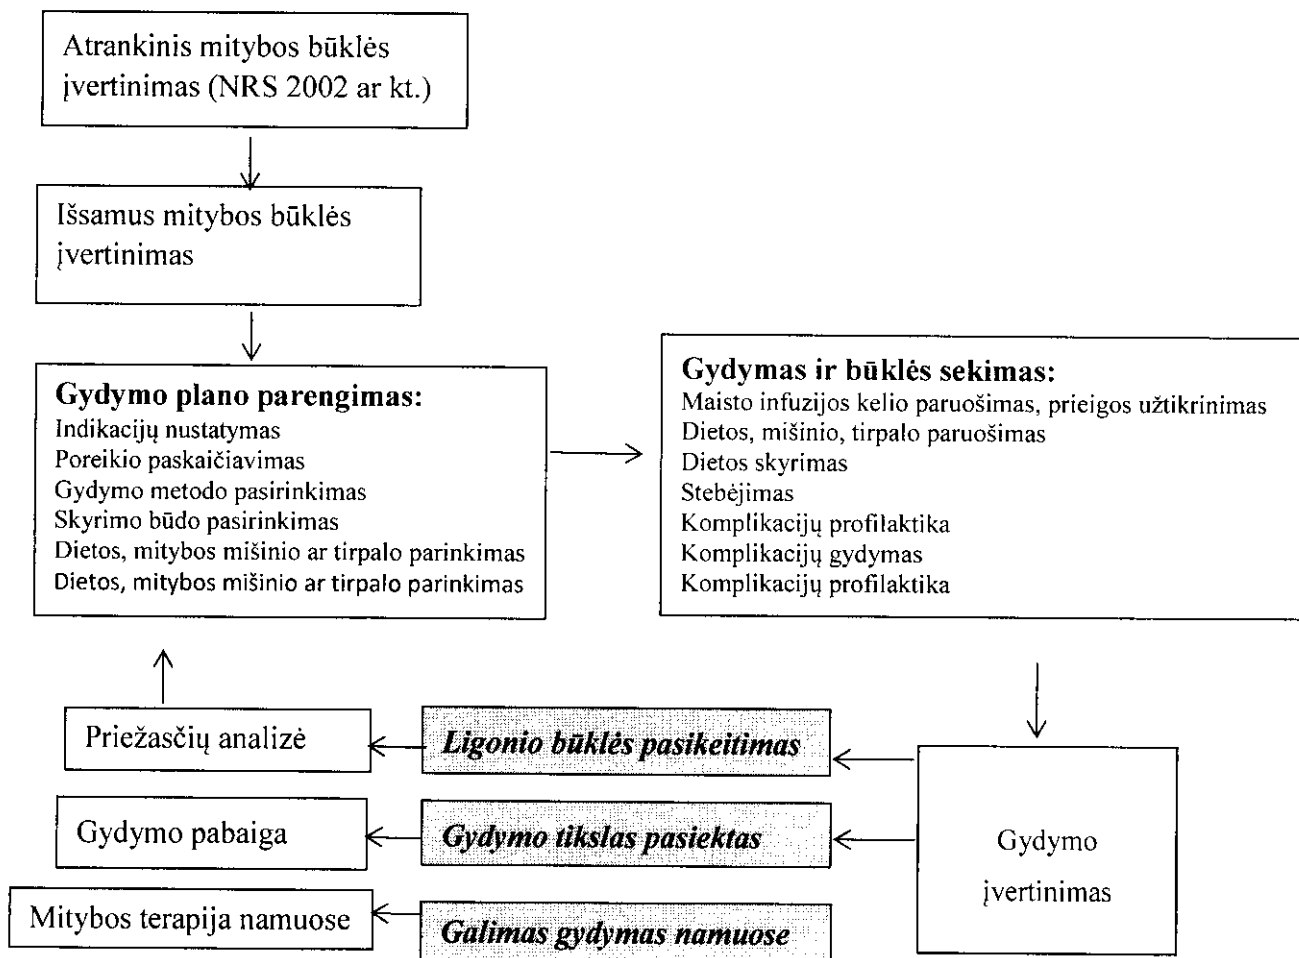 Atrankinis mitybos būklės
įvertinimas (NRS 2002 ar kt.)
Išsamus mitybos būklės
įvertinimas
Gydymo plano parengimas:
Indikacijų nustatymas
Poreikio paskaičiavimas
Gydymo metodo pasirinkimas
Skyrimo būdo pasirinkimas
Dietos, mitybos mišinio ar tirpalo parinkimas
Dietos, mitybos mišinio ar tirpalo parinkimas
Gydymas ir būklės sekimas:
Maisto infuzijos kelio paruošimas, prieigos užtikrinimas
Dietos, mišinio, tirpalo paruošimas
Dietos skyrimas
Stebėjimas
Komplikacijų profilaktika
Komplikacijų gydymas
Komplikacijų profilaktika
Priežasčių analizė
Ligonio būklės pasikeitimas
Gydymo pabaiga
Gydymo tikslas pasiektas
Mitybos terapija namuose
Galimas gydymas namuose
Gydymo
įvertinimas